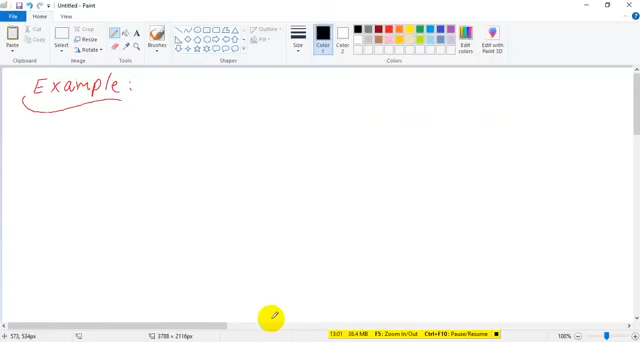 Untitled - Paint
File Home View
Paste Cut Copy Clipboard
Select Crop Resize Rotate Image
Tools
Brushes
Outline Fill Shapes
Size
Color 1 Color 2 Edit colors Colors
Edit with Paint 3D
Example:
573, 534px 3788 × 2116px 13:01 38.4 MB F5: Zoom In/Out Ctrl+F10: Pause/Resume 100%